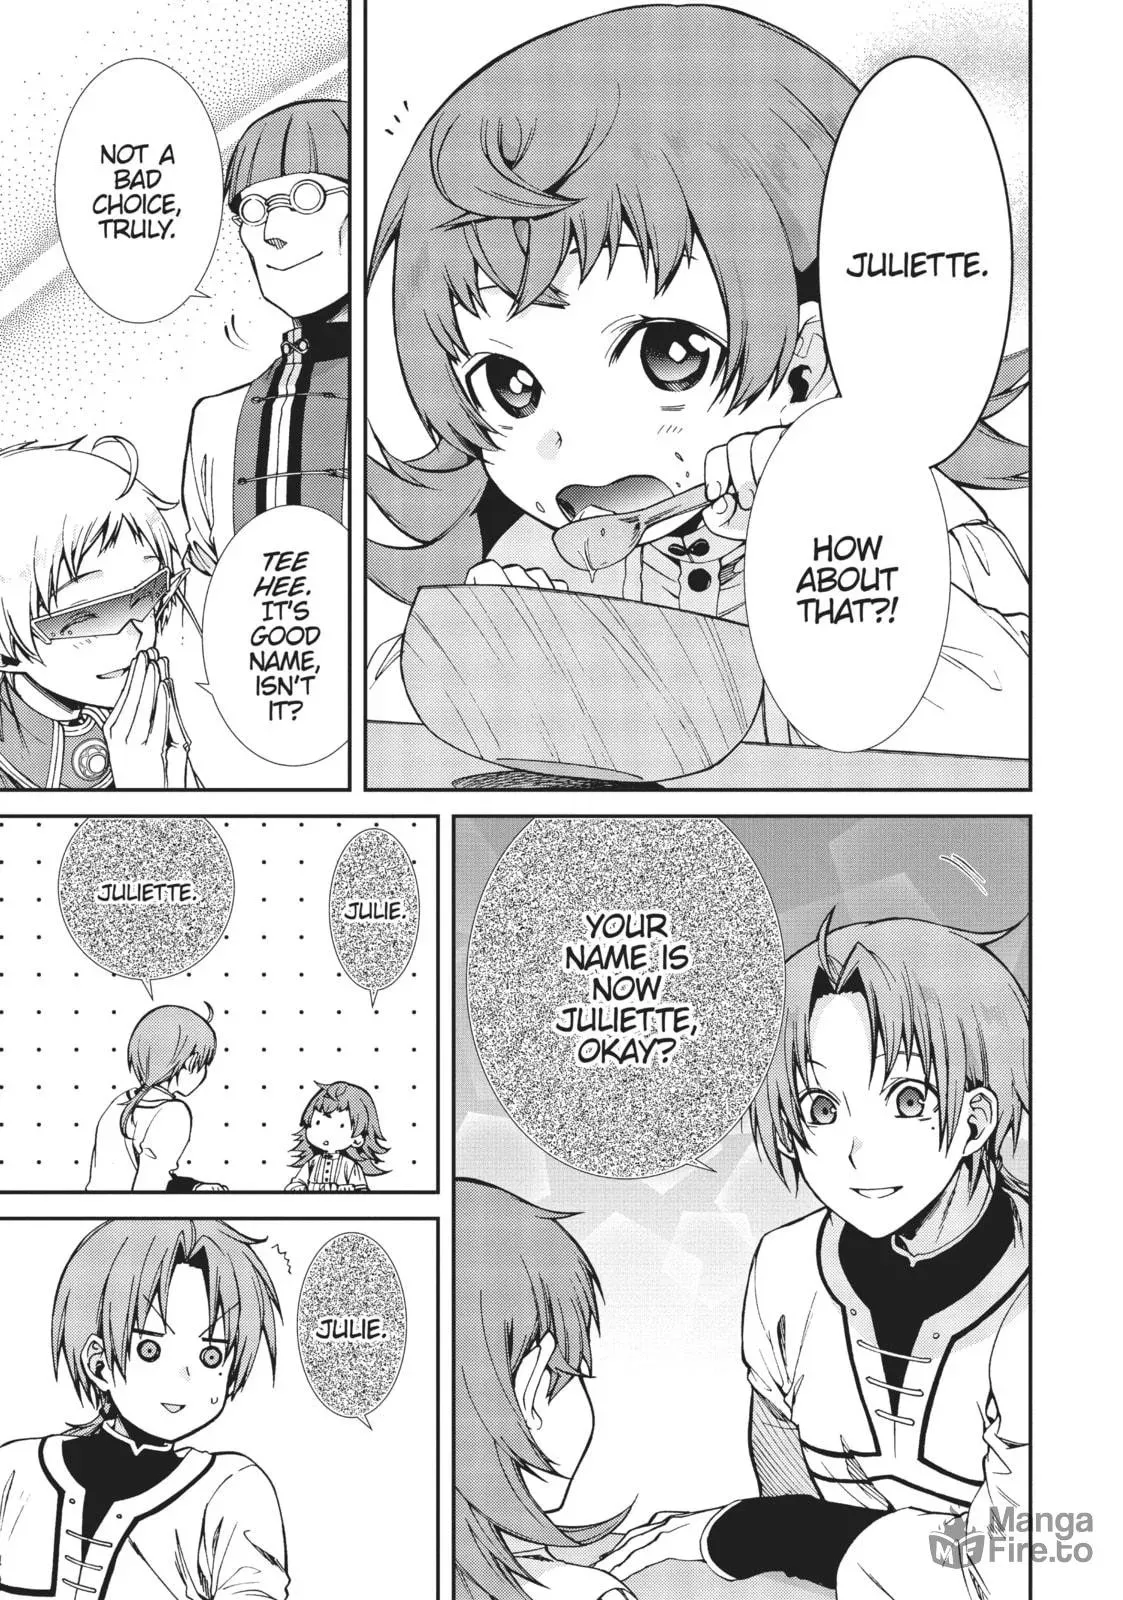 JULIETTE.
HOW
ABOUT
THAT?!
NOT A
BAD
CHOICE,
TRULY.
TEE
HEE.
IT'S
GOOD
NAME,
ISN'T
IT?
YOUR
NAME IS
NOW
JULIETTE,
OKAY?
JULIE.
JULIETTE.
JULIE.
Manga
Fire.to
MF